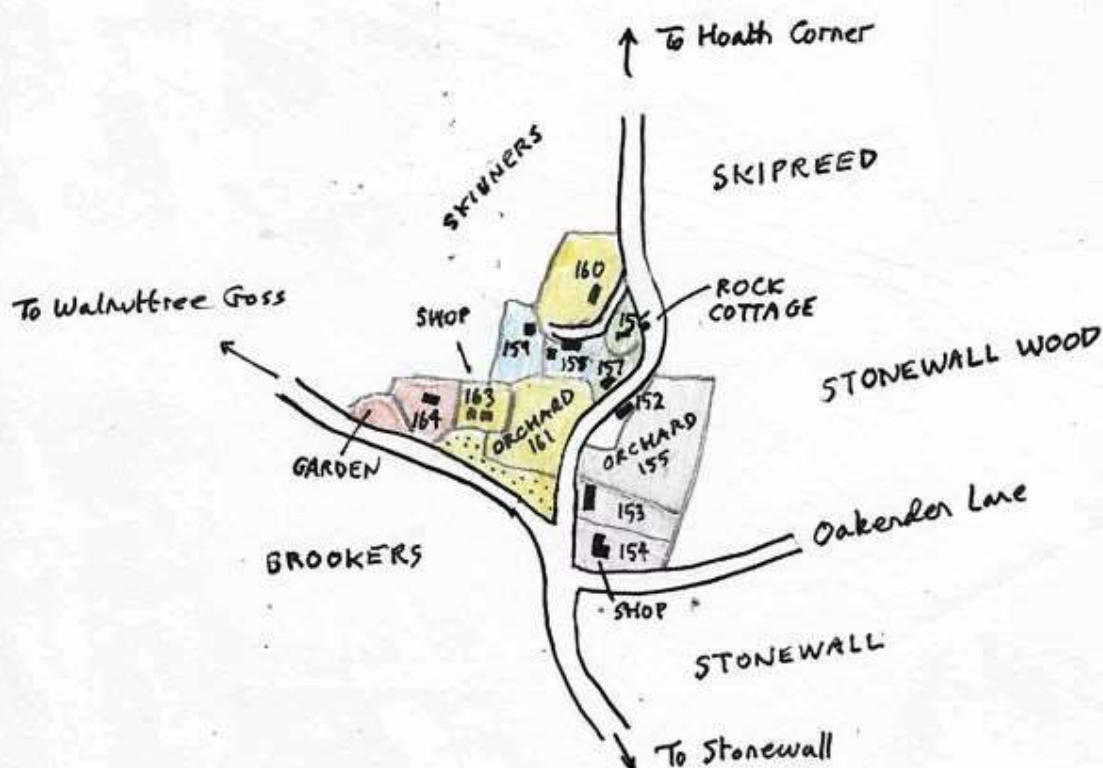 To Hoath Corner
SKINNERS
SKIPREED
160
To Walnuttree Cross
SHOP
156
ROCK
COTTAGE
159
158
157
STONEWALL WOOD
163
164
ORCHARD
161
152
ORCHARD
155
GARDEN
153
Oakenden Lane
BROOKERS
154
SHOP
STONEWALL
To Stonewall